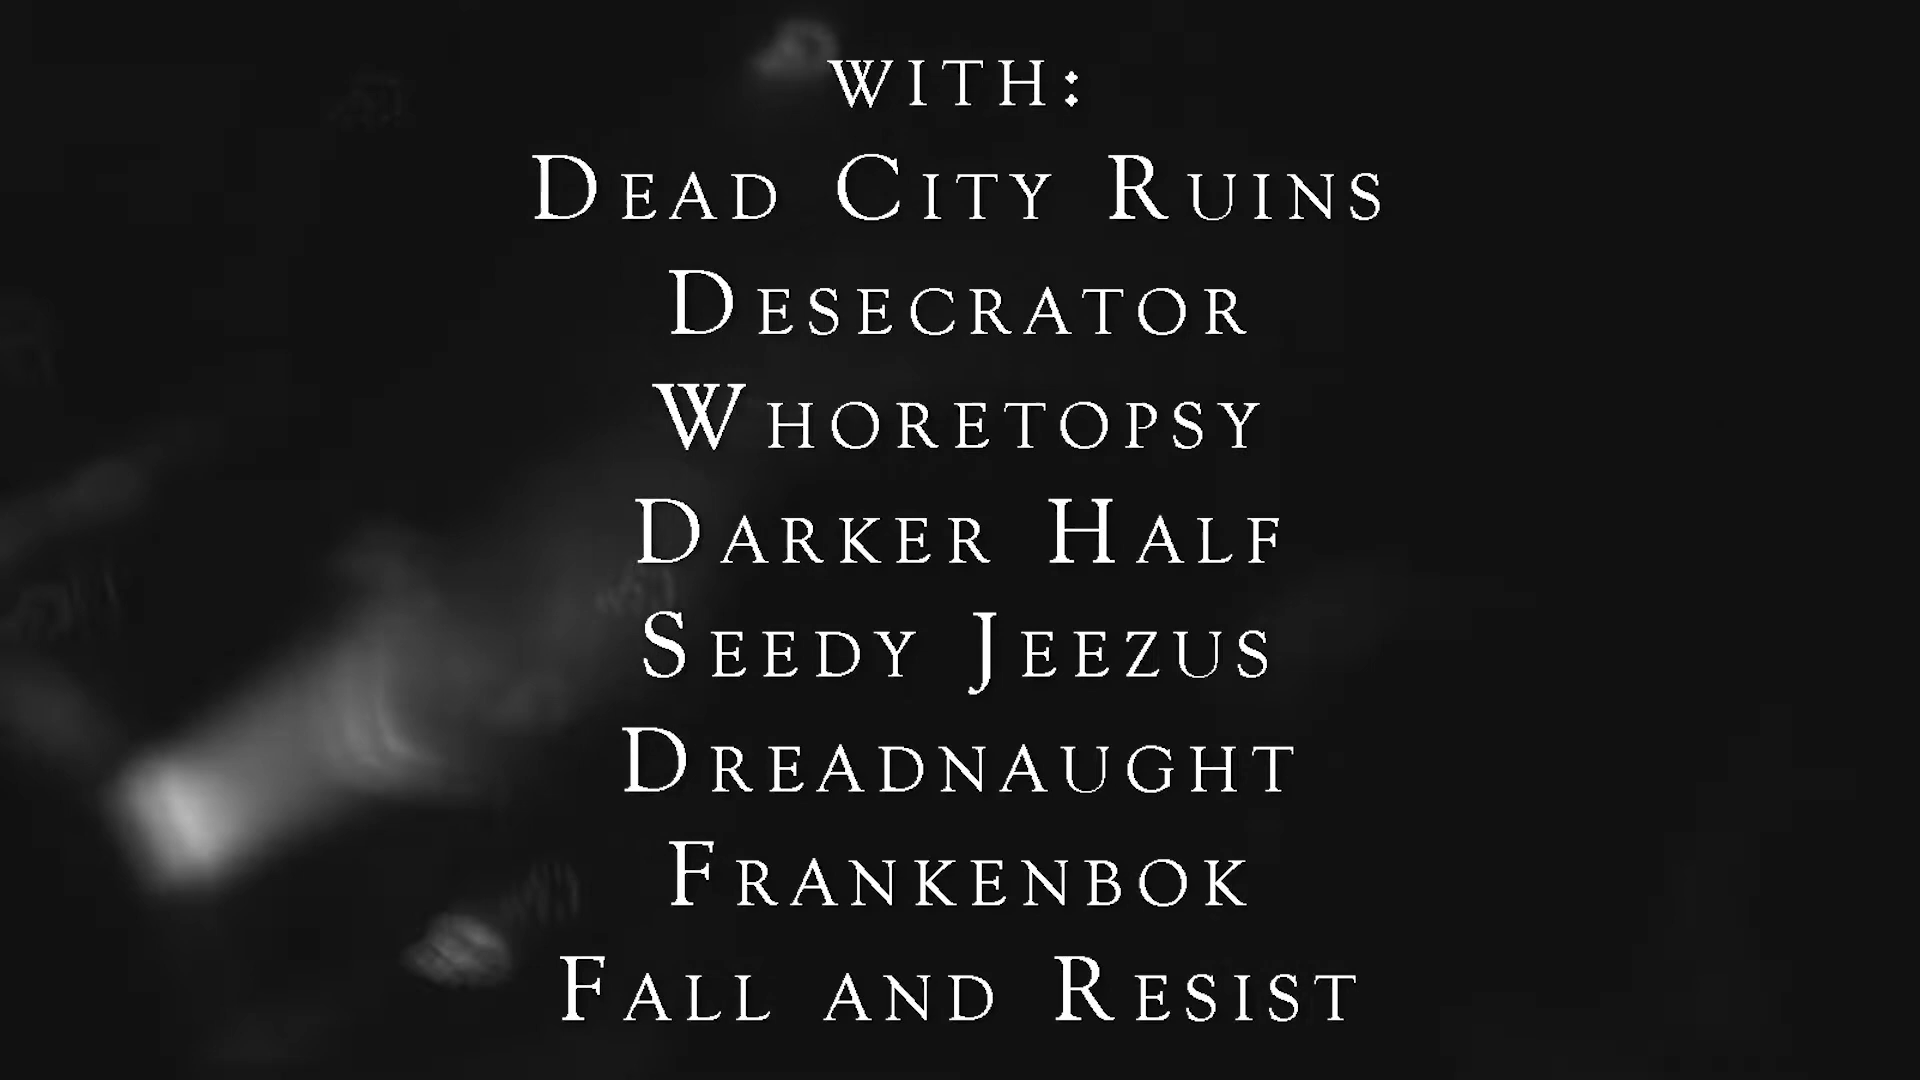 WITH:
DEAD CITY RUINS
DESECRATOR
WHORETOPSY
DARKER HALF
SEEDY JEEZUS
DREADNAUGHT
FRANKENBOK
FALL AND RESIST